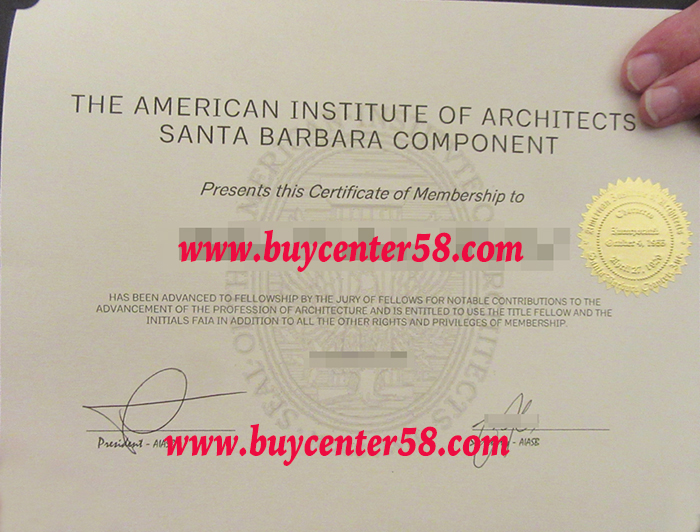 THE AMERICAN INSTITUTE OF ARCHITECTS
SANTA BARBARA COMPONENT
Presents this Certificate of Membership to
www.buycenter58.com
HAS BEEN ADVANCED TO FELLOWSHIP BY THE JURY OF FELLOWS FOR NOTABLE CONTRIBUTIONS TO THE
ADVANCEMENT OF THE PROFESSION OF ARCHITECTURE AND IS ENTITLED TO USE THE TITLE FELLOW AND THE
INITIALS FAIA IN ADDITION TO ALL THE OTHER RIGHTS AND PRIVILEGES OF MEMBERSHIP.
President - AIASB
- AIASB
www.buycenter58.com